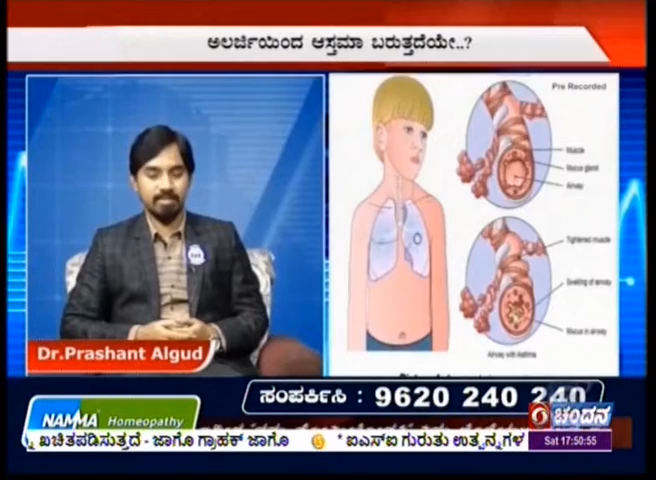 ಅಲರ್ಜಿಯಿಂದ ಆಸ್ತಮಾ ಬರುತ್ತದೆಯೇ..?
Pre Recorded
Muscle
Mucus gland
Airway
Tightened muscle
Swelling of airway
Mucus in airway
Airway with Asthma
Dr.Prashant Algud
ಸಂಪರ್ಕಿಸಿ : 9620 240 240
NAMMA Homeopathy
ಚಂದನ
ಖಚಿತಪಡಿಸುತ್ತದೆ - ಜಾಗೊ ಗ್ರಾಹಕ್ ಜಾಗೊ * ಐಎಸ್ಐ ಗುರುತು ಉತ್ಪನ್ನಗಳ
Sat 17:50:55